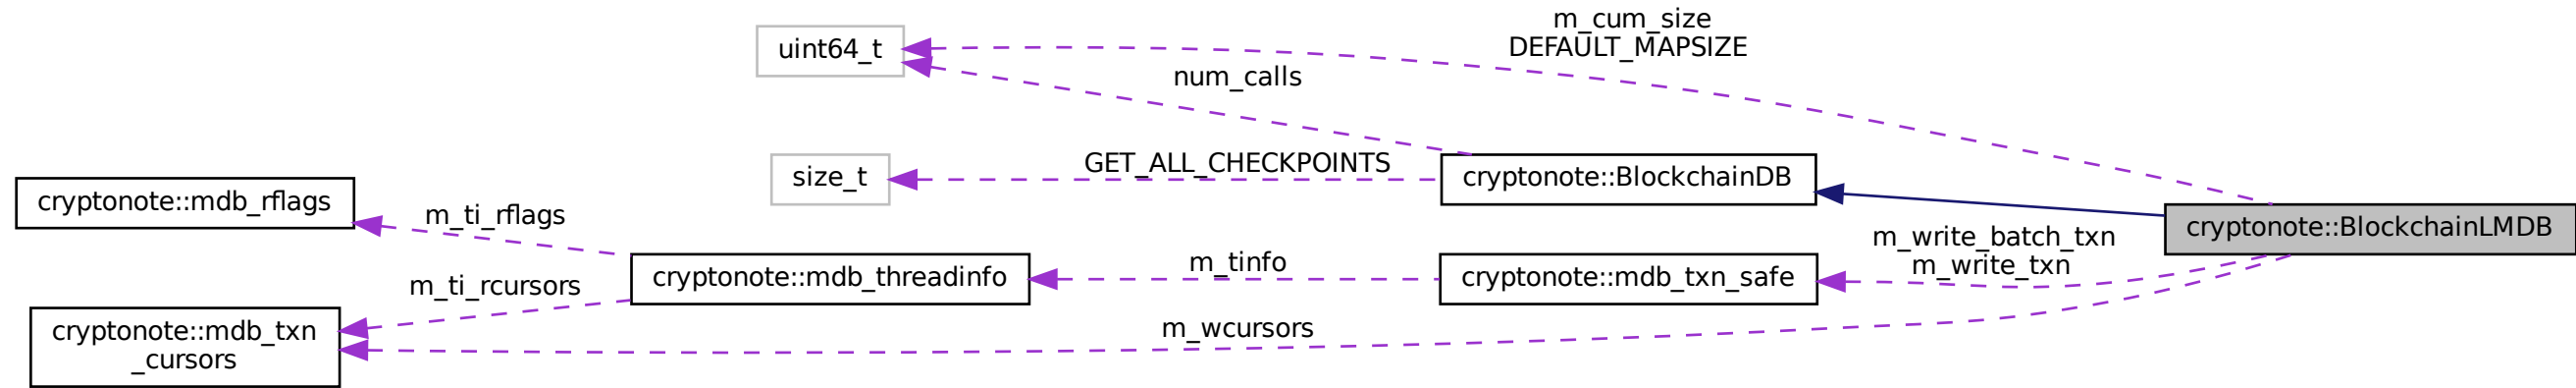 m_cum_size
DEFAULT_MAPSIZE
uint64_t
num_calls
GET_ALL_CHECKPOINTS
size_t
cryptonote::BlockchainDB
cryptonote::mdb_rflags
m_ti_rflags
cryptonote::BlockchainLMDB
m_write_batch_txn
m_write_txn
m_tinfo
cryptonote::mdb_threadinfo
cryptonote::mdb_txn_safe
m_ti_rcursors
m_wcursors
cryptonote::mdb_txn
_cursors